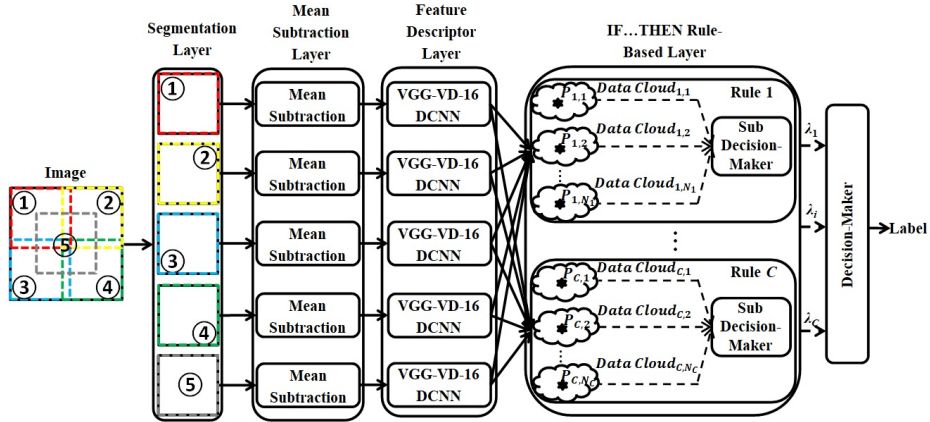 Segmentation
Layer
Mean
Subtraction
Layer
Feature
Descriptor
Layer
IF…THEN Rule-
Based Layer
Image
1
2
5
3
4
1
2
3
4
5
Mean
Subtraction
Mean
Subtraction
Mean
Subtraction
Mean
Subtraction
Mean
Subtraction
VGG-VD-16
DCNN
VGG-VD-16
DCNN
VGG-VD-16
DCNN
VGG-VD-16
DCNN
VGG-VD-16
DCNN
P1,1
Data Cloud1,1
Rule 1
P1,2
Data Cloud1,2
P1,N1
Data Cloud1,N1
Sub
Decision-
Maker
⋮
PC,1
Data CloudC,1
Rule C
PC,2
Data CloudC,2
PC,NC
Data CloudC,NC
Sub
Decision-
Maker
λ1
λi
λC
Decision-Maker
Label